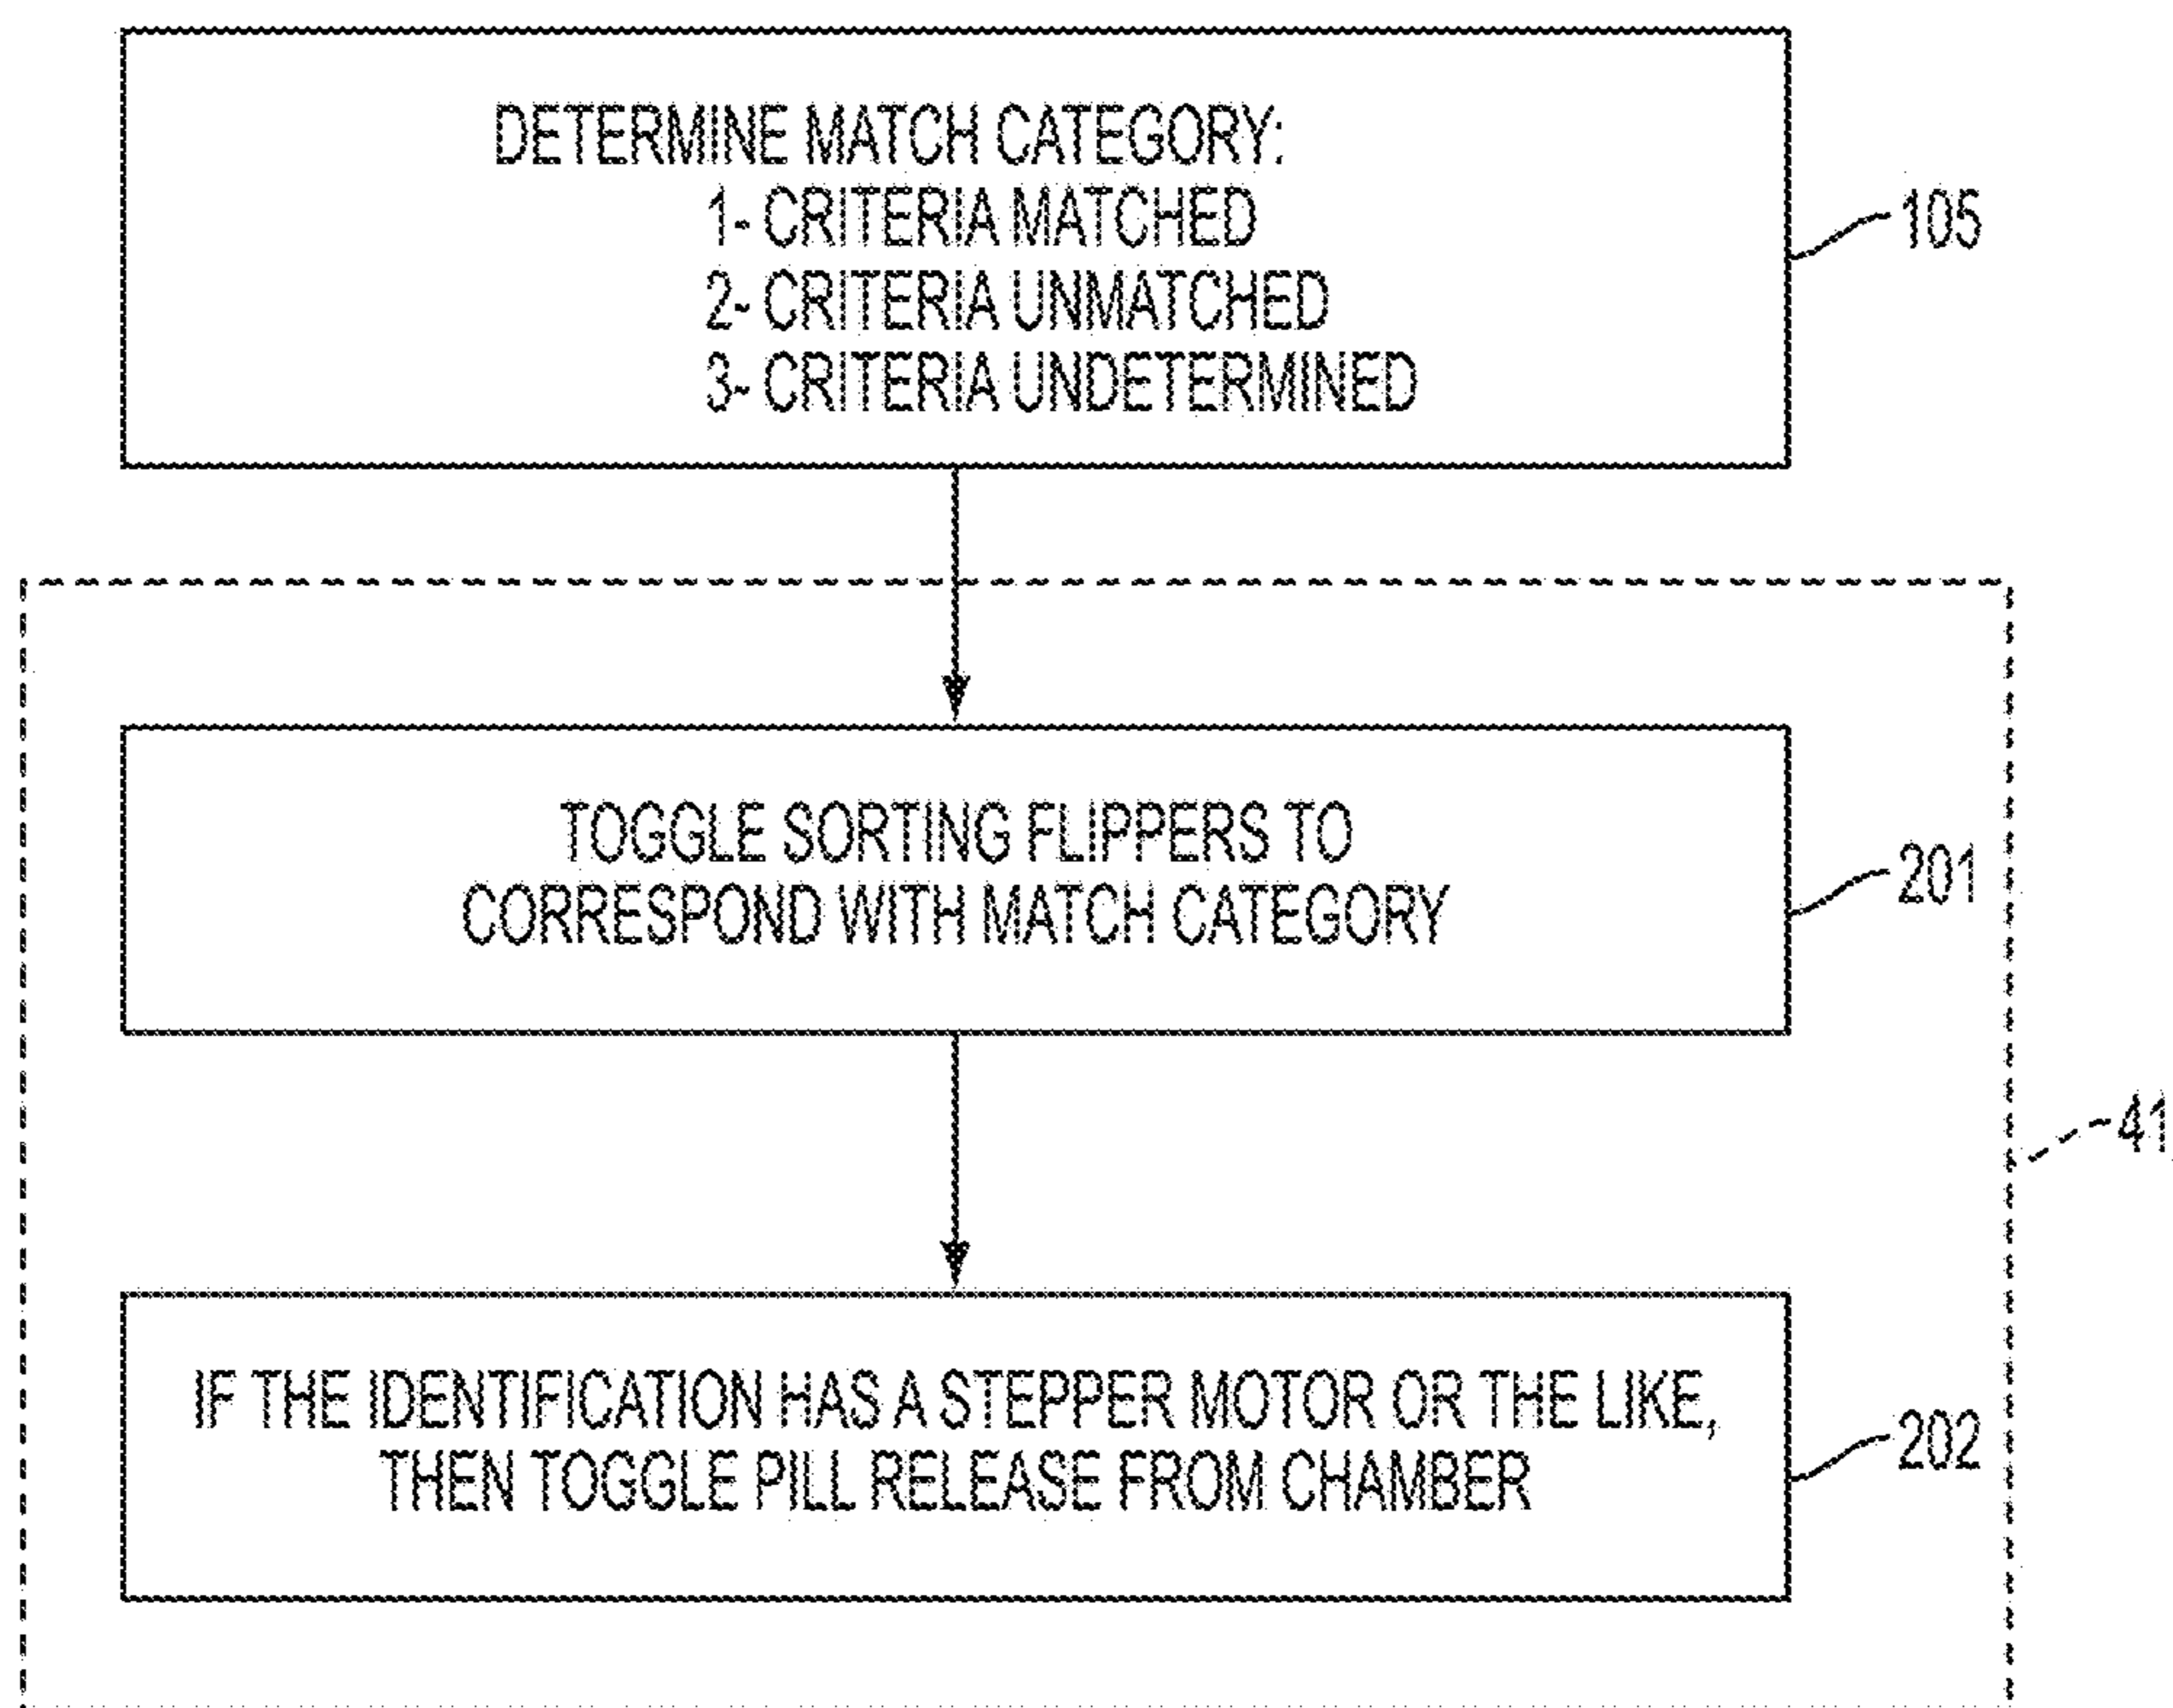 DETERMINE MATCH CATEGORY:
1- CRITERIA MATCHED
2- CRITERIA UNMATCHED
3- CRITERIA UNDETERMINED
105
TOGGLE SORTING FLIPPERS TO
CORRESPOND WITH MATCH CATEGORY
201
41
IF THE IDENTIFICATION HAS A STEPPER MOTOR OR THE LIKE,
THEN TOGGLE PILL RELEASE FROM CHAMBER
202